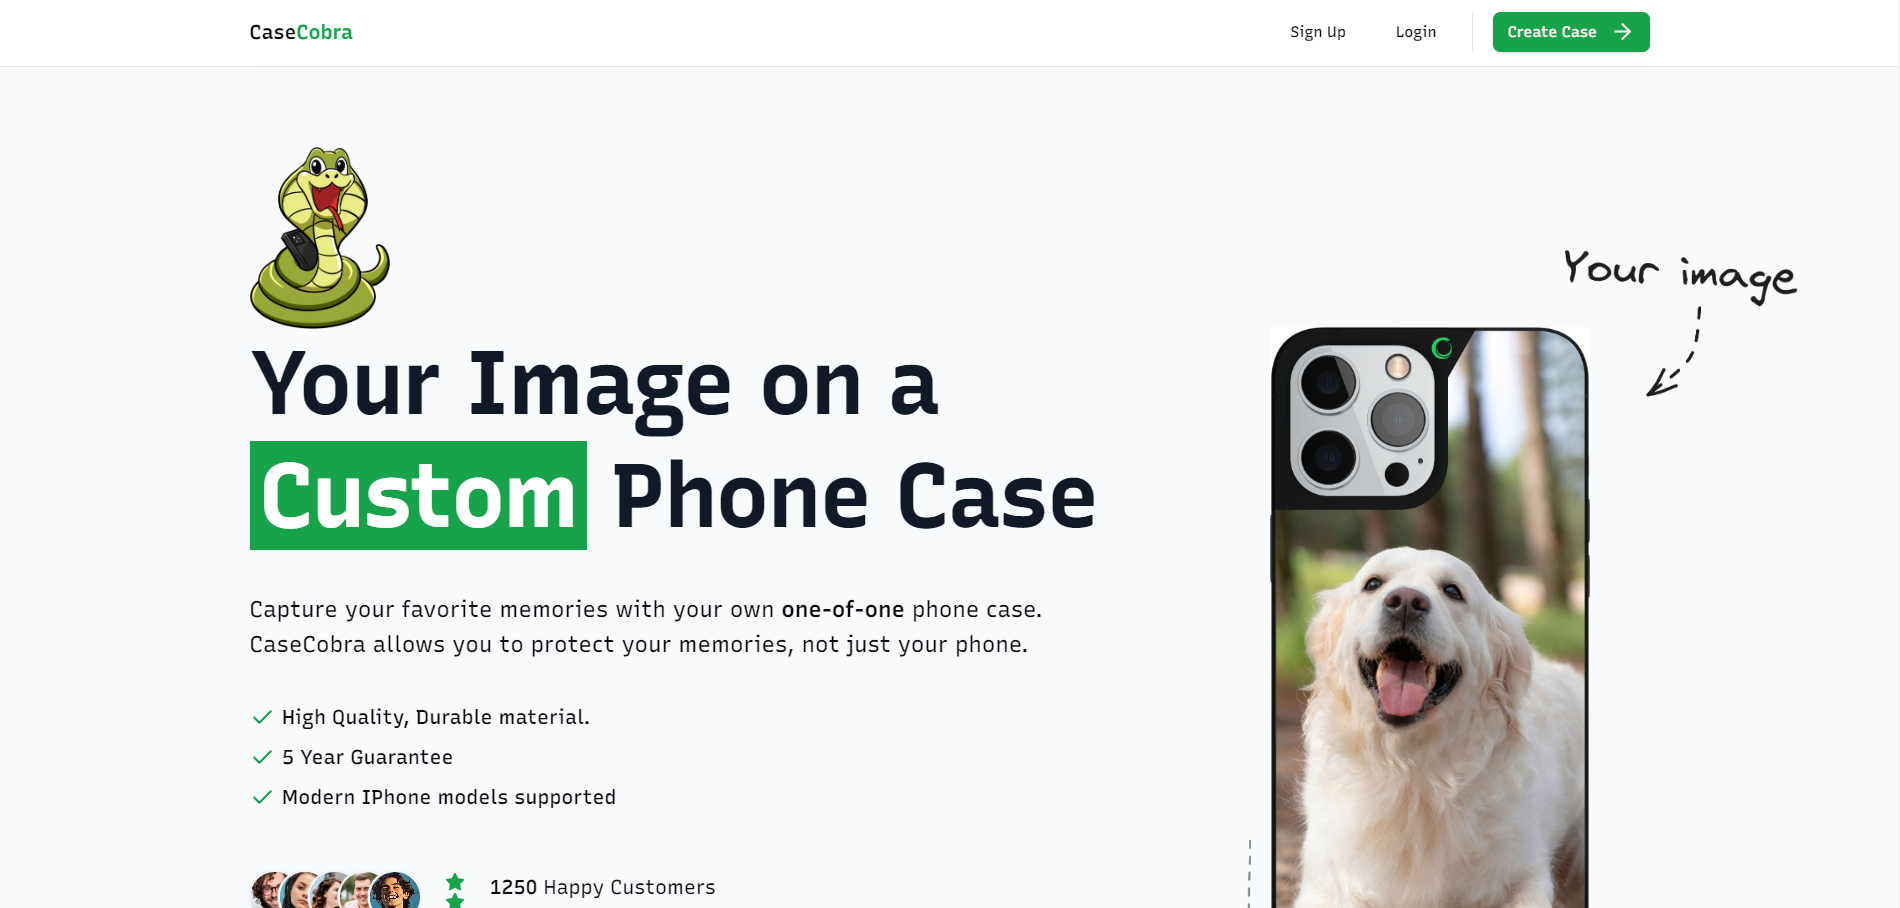 CaseCobra
Sign Up
Login
Create Case
Your image
Your Image on a
Custom Phone Case
Capture your favorite memories with your own one-of-one phone case.
CaseCobra allows you to protect your memories, not just your phone.
High Quality, Durable material.
5 Year Guarantee
Modern IPhone models supported
1250 Happy Customers